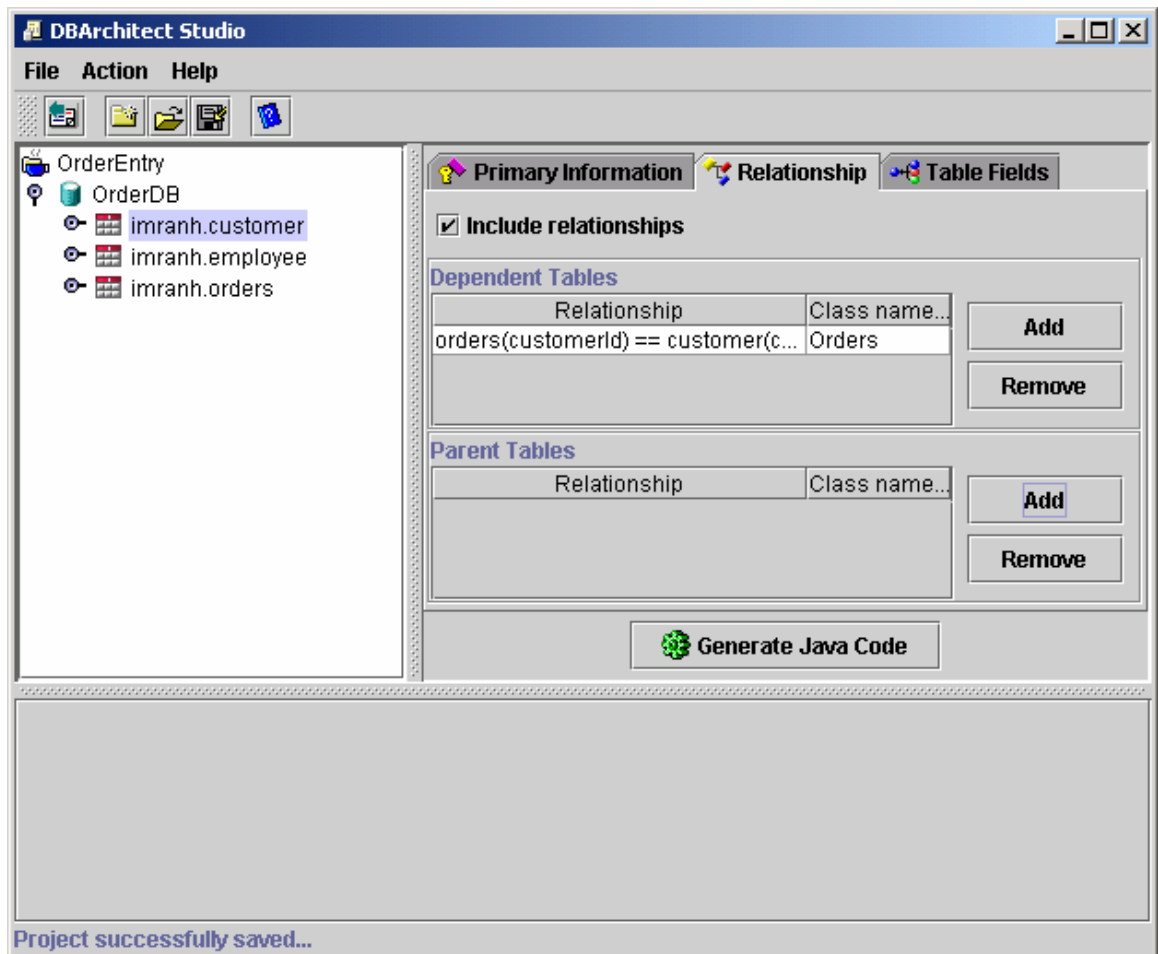 DBArchitect Studio
File Action Help
OrderEntry
OrderDB
imranh.customer
imranh.employee
imranh.orders
Primary Information
Relationship
Table Fields
Include relationships
Dependent Tables
Relationship Class name...
orders(customerId) == customer(c... Orders
Add
Remove
Parent Tables
Relationship Class name...
Add
Remove
Generate Java Code
Project successfully saved...